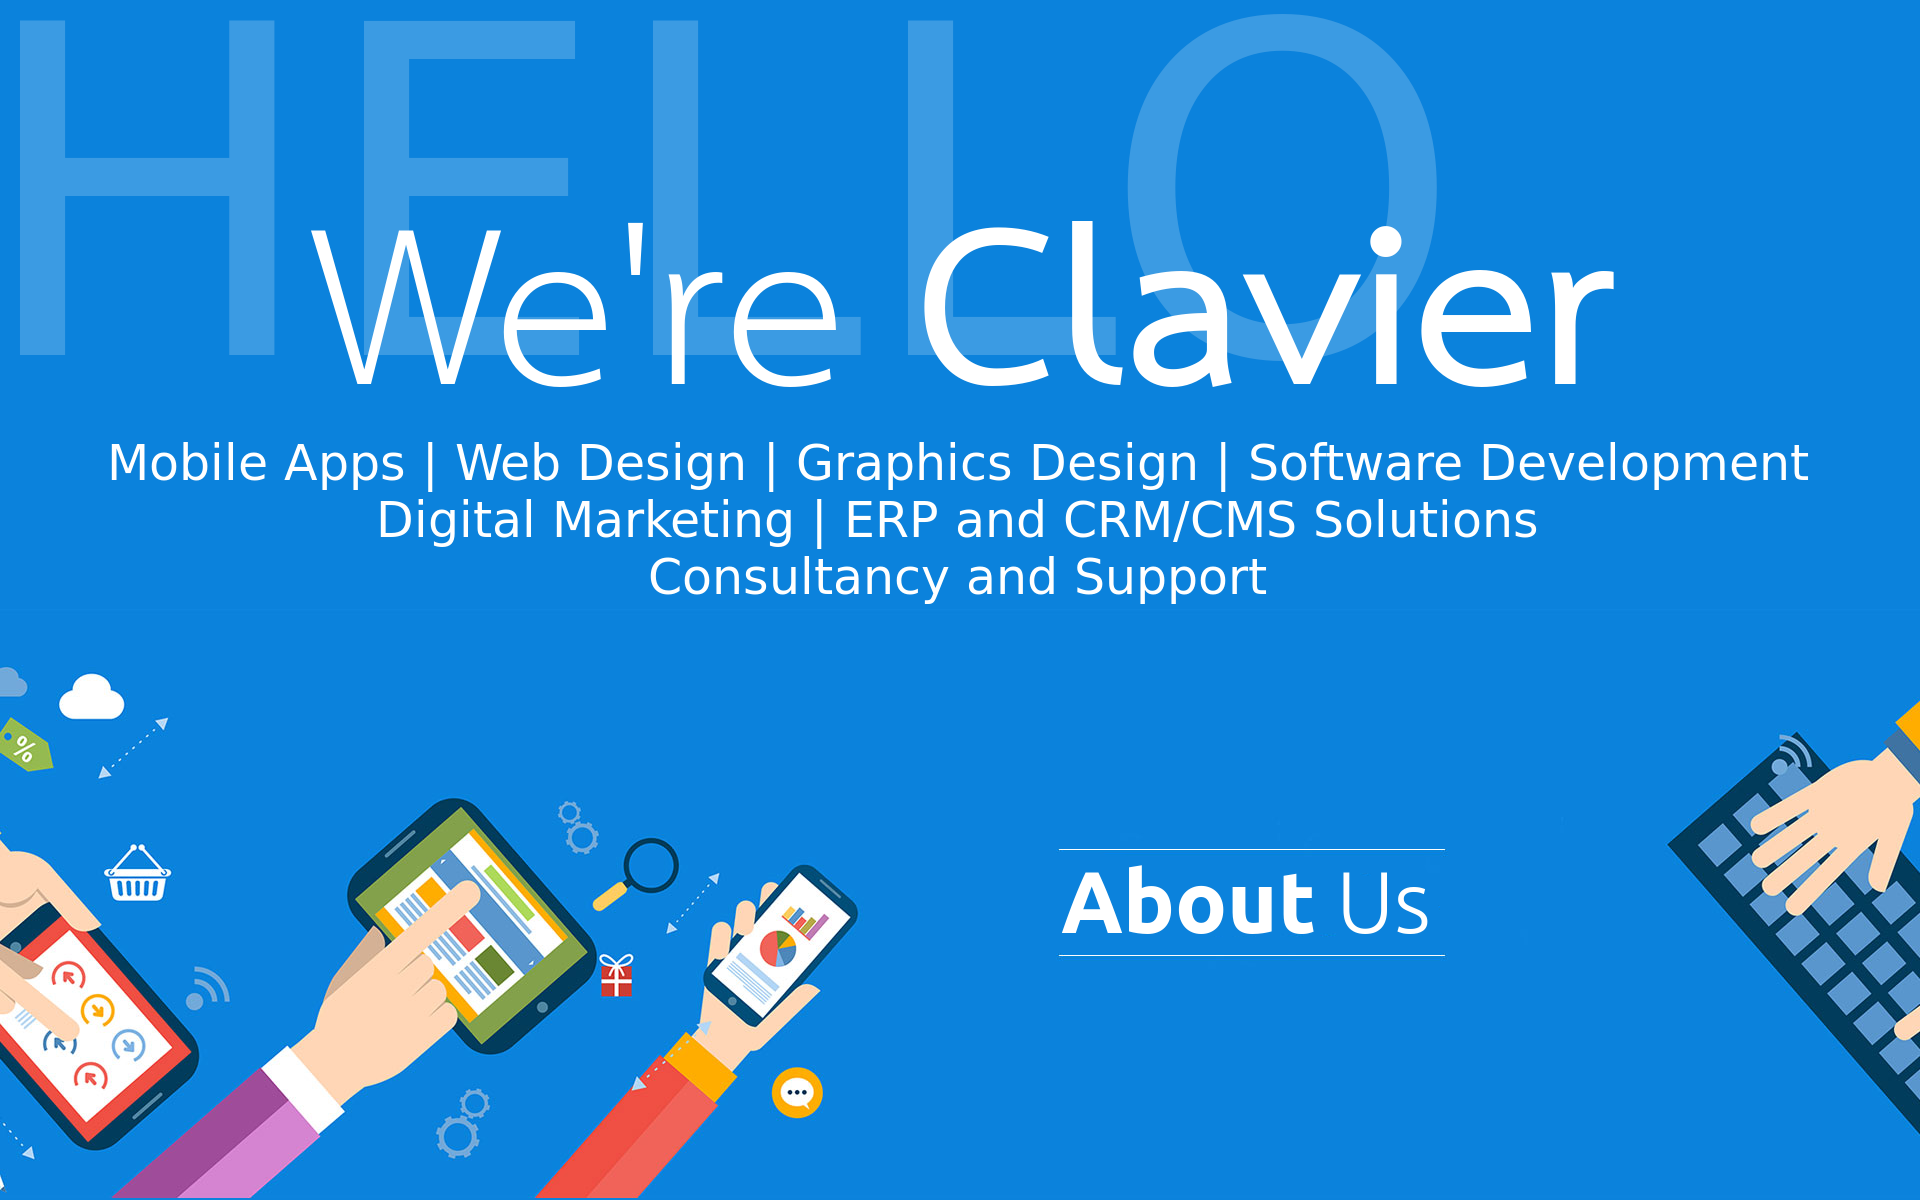 HELLO
We're Clavier
Mobile Apps | Web Design | Graphics Design | Software Development
Digital Marketing | ERP and CRM/CMS Solutions
Consultancy and Support
%
About Us